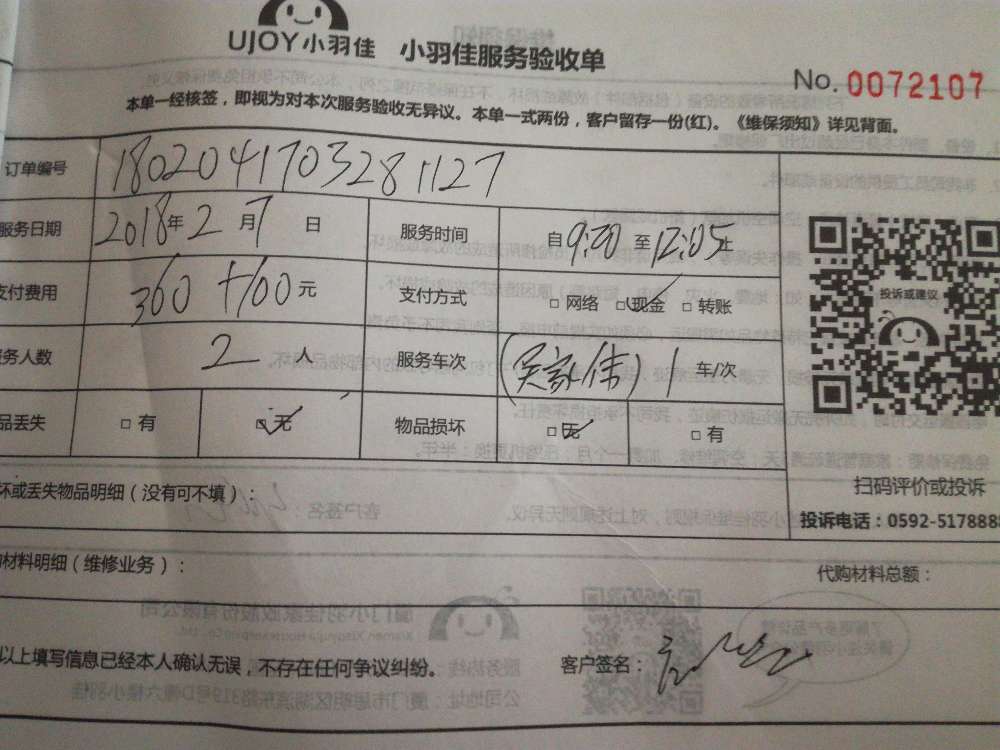 UJOY小羽佳 小羽佳服务验收单
No. 0072107
本单一经核签，即视为对本次服务验收无异议。本单一式两份，客户留存一份(红)。《维保须知》详见背面。
订单编号 1802041703281127
服务日期 2018年2月7日 服务时间 自9:20至12:05止
支付费用 360+100元 支付方式 □网络 □现金 □转账
务人数 2人 服务车次 (吴家伟) 1 车/次
品丢失 □有 □无 物品损坏 □无 □有
投诉或建议
扫码评价或投诉
坏或丢失物品明细（没有可不填）：
投诉电话：0592-517888
材料明细（维修业务）：
代购材料总额：
以上填写信息已经本人确认无误，不存在任何争议纠纷。 客户签名：